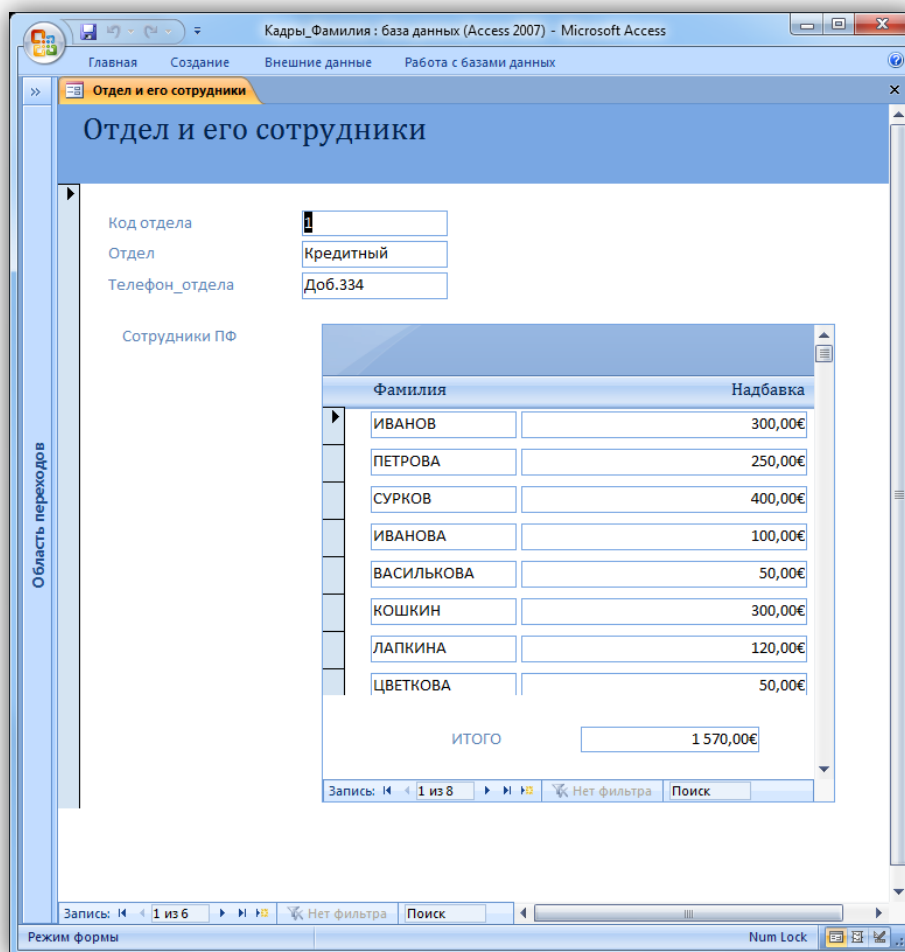 Кадры_Фамилия : база данных (Access 2007) - Microsoft Access
Главная Создание Внешние данные Работа с базами данных
» Отдел и его сотрудники
Отдел и его сотрудники
Код отдела 1
Отдел Кредитный
Телефон_отдела Доб.334
Сотрудники ПФ
Фамилия Надбавка
ИВАНОВ 300,00€
ПЕТРОВА 250,00€
СУРКОВ 400,00€
ИВАНОВА 100,00€
ВАСИЛЬКОВА 50,00€
КОШКИН 300,00€
ЛАПКИНА 120,00€
ЦВЕТКОВА 50,00€
ИТОГО 1 570,00€
Запись: 1 из 8 Нет фильтра Поиск
Область переходов
Запись: 1 из 6 Нет фильтра Поиск
Режим формы Num Lock